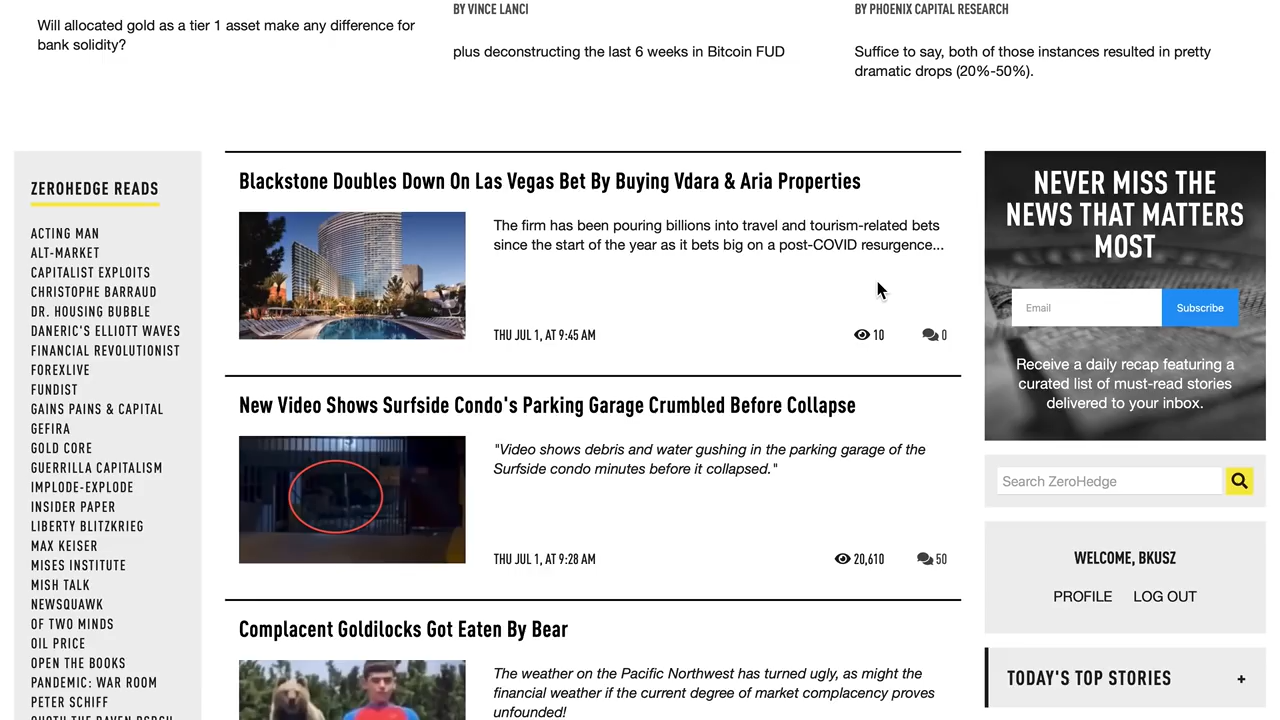 Will allocated gold as a tier 1 asset make any difference for
bank solidity?
BY VINCE LANCI
plus deconstructing the last 6 weeks in Bitcoin FUD
BY PHOENIX CAPITAL RESEARCH
Suffice to say, both of those instances resulted in pretty
dramatic drops (20%-50%).
ZEROHEDGE READS
ACTING MAN
ALT-MARKET
CAPITALIST EXPLOITS
CHRISTOPHE BARRAUD
DR. HOUSING BUBBLE
DANERIC'S ELLIOTT WAVES
FINANCIAL REVOLUTIONIST
FOREXLIVE
FUNDIST
GAINS PAINS & CAPITAL
GEFIRA
GOLD CORE
GUERRILLA CAPITALISM
IMPLODE-EXPLODE
INSIDER PAPER
LIBERTY BLITZKRIEG
MAX KEISER
MISES INSTITUTE
MISH TALK
NEWSQUAWK
OF TWO MINDS
OIL PRICE
OPEN THE BOOKS
PANDEMIC: WAR ROOM
PETER SCHIFF
Blackstone Doubles Down On Las Vegas Bet By Buying Vdara & Aria Properties
The firm has been pouring billions into travel and tourism-related bets
since the start of the year as it bets big on a post-COVID resurgence...
THU JUL 1, AT 9:45 AM
10
0
New Video Shows Surfside Condo's Parking Garage Crumbled Before Collapse
"Video shows debris and water gushing in the parking garage of the
Surfside condo minutes before it collapsed."
THU JUL 1, AT 9:28 AM
20,610
50
Complacent Goldilocks Got Eaten By Bear
The weather on the Pacific Northwest has turned ugly, as might the
financial weather if the current degree of market complacency proves
unfounded!
NEVER MISS THE
NEWS THAT MATTERS
MOST
Email
Subscribe
Receive a daily recap featuring a
curated list of must-read stories
delivered to your inbox.
Search ZeroHedge
WELCOME, BKUSZ
PROFILE LOG OUT
TODAY'S TOP STORIES +